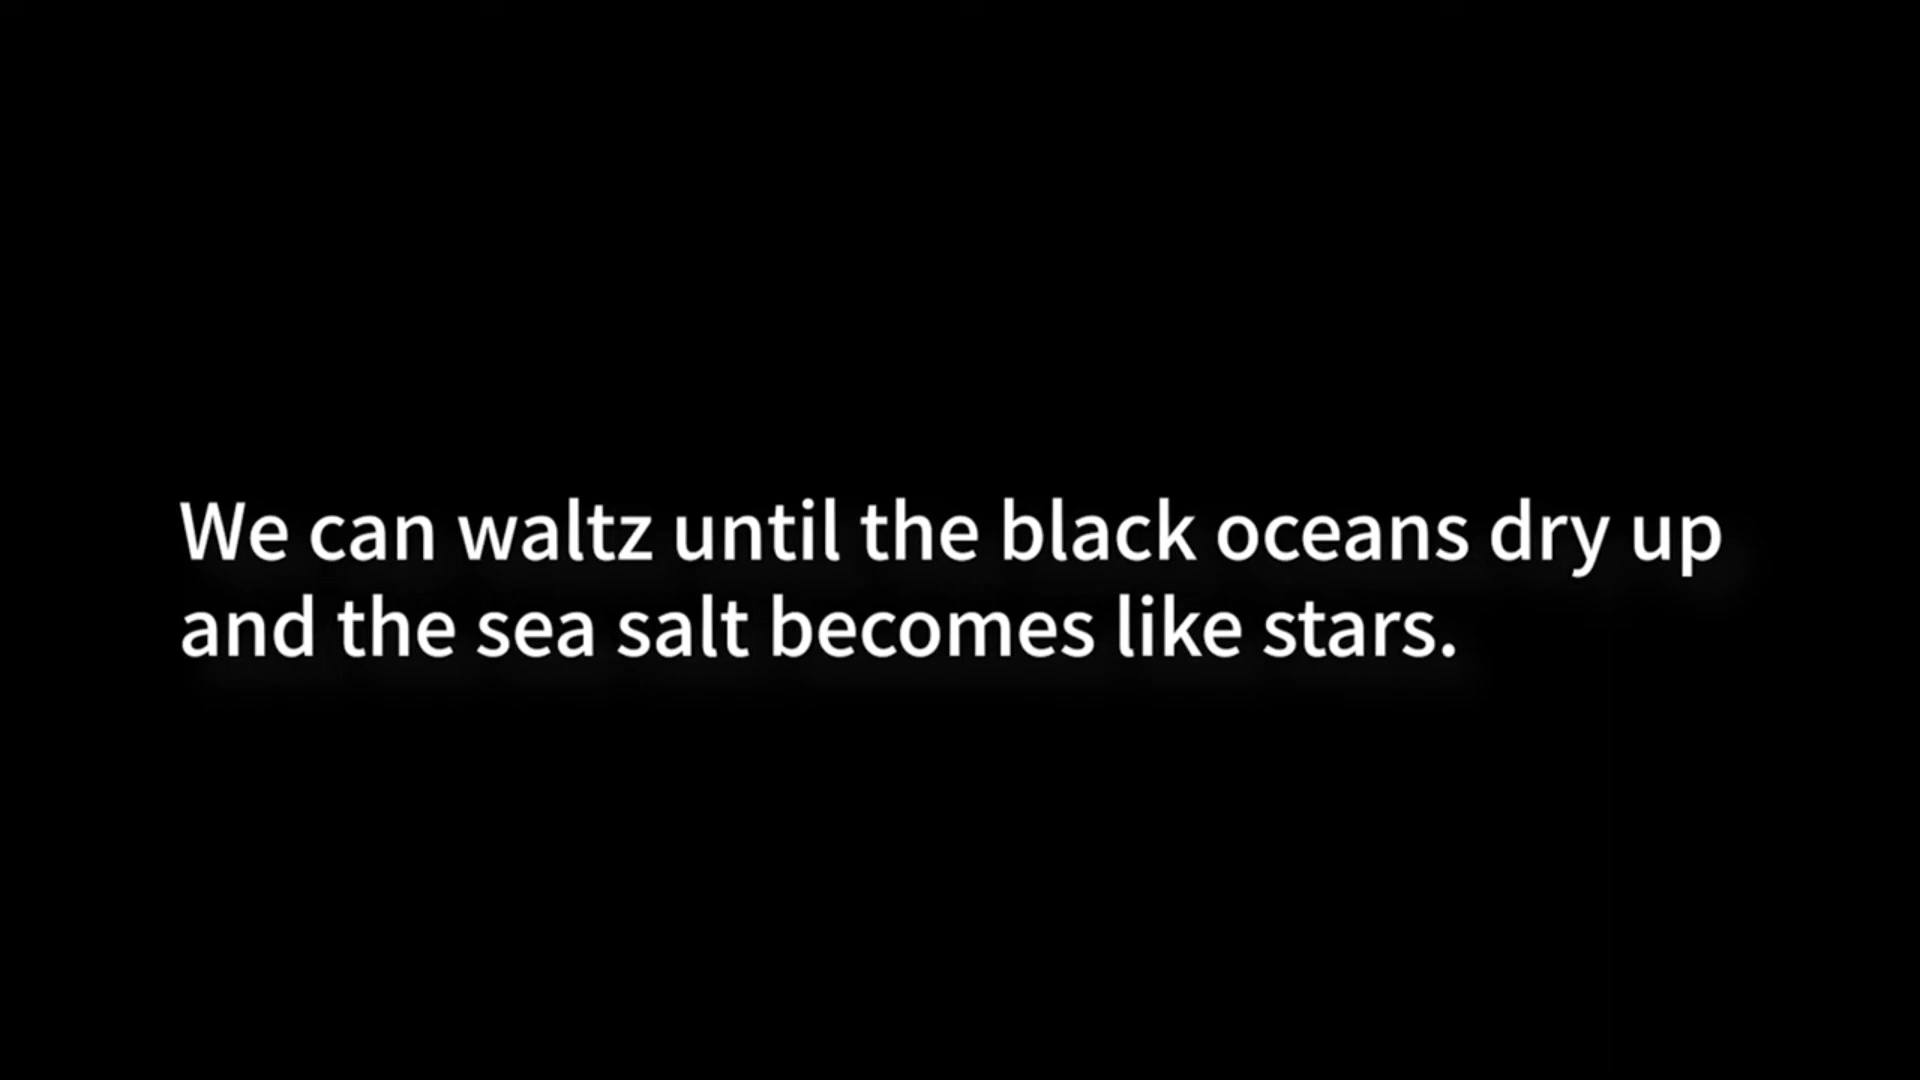 We can waltz until the black oceans dry up
and the sea salt becomes like stars.